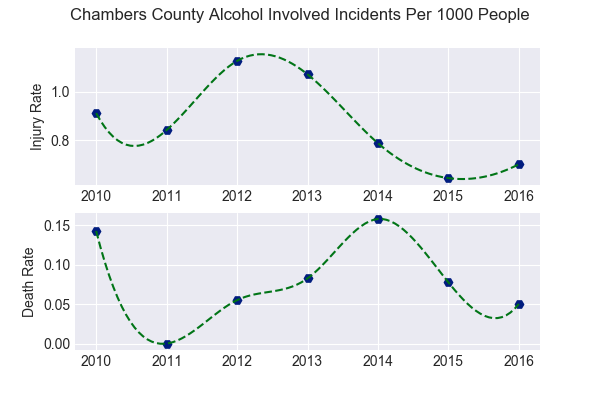 Chambers County Alcohol Involved Incidents Per 1000 People
Injury Rate
1.0
0.8
2010 2011 2012 2013 2014 2015 2016
Death Rate
0.15
0.10
0.05
0.00
2010 2011 2012 2013 2014 2015 2016